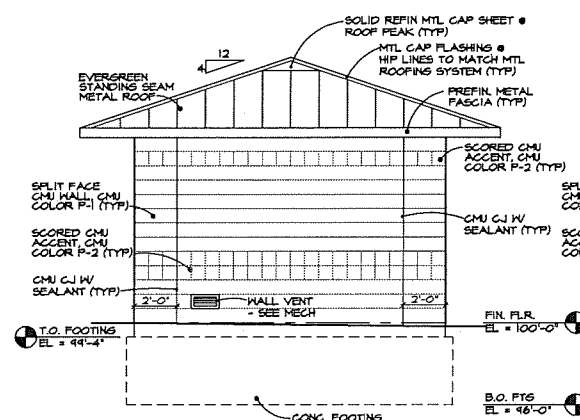 SOLID REFIN MTL CAP SHEET @
ROOF PEAK (TYP)
12
4
MTL CAP FLASHING @
HIP LINES TO MATCH MTL
ROOFING SYSTEM (TYP)
EVERGREEN
STANDING SEAM
METAL ROOF
PREFIN. METAL
FASCIA (TYP)
SCORED CMU
ACCENT, CMU
COLOR P-2 (TYP)
SPLIT FACE
CMU WALL, CMU
COLOR P-1 (TYP)
CMU CJ W/
SEALANT (TYP)
SCORED CMU
ACCENT, CMU
COLOR P-2 (TYP)
CMU CJ W/
SEALANT (TYP)
2'-0"
WALL VENT
- SEE MECH
2'-0"
T.O. FOOTING
EL = 99'-4"
FIN. FLR.
EL = 100'-0"
B.O. FTG
EL = 96'-0"
CONC. FOOTING